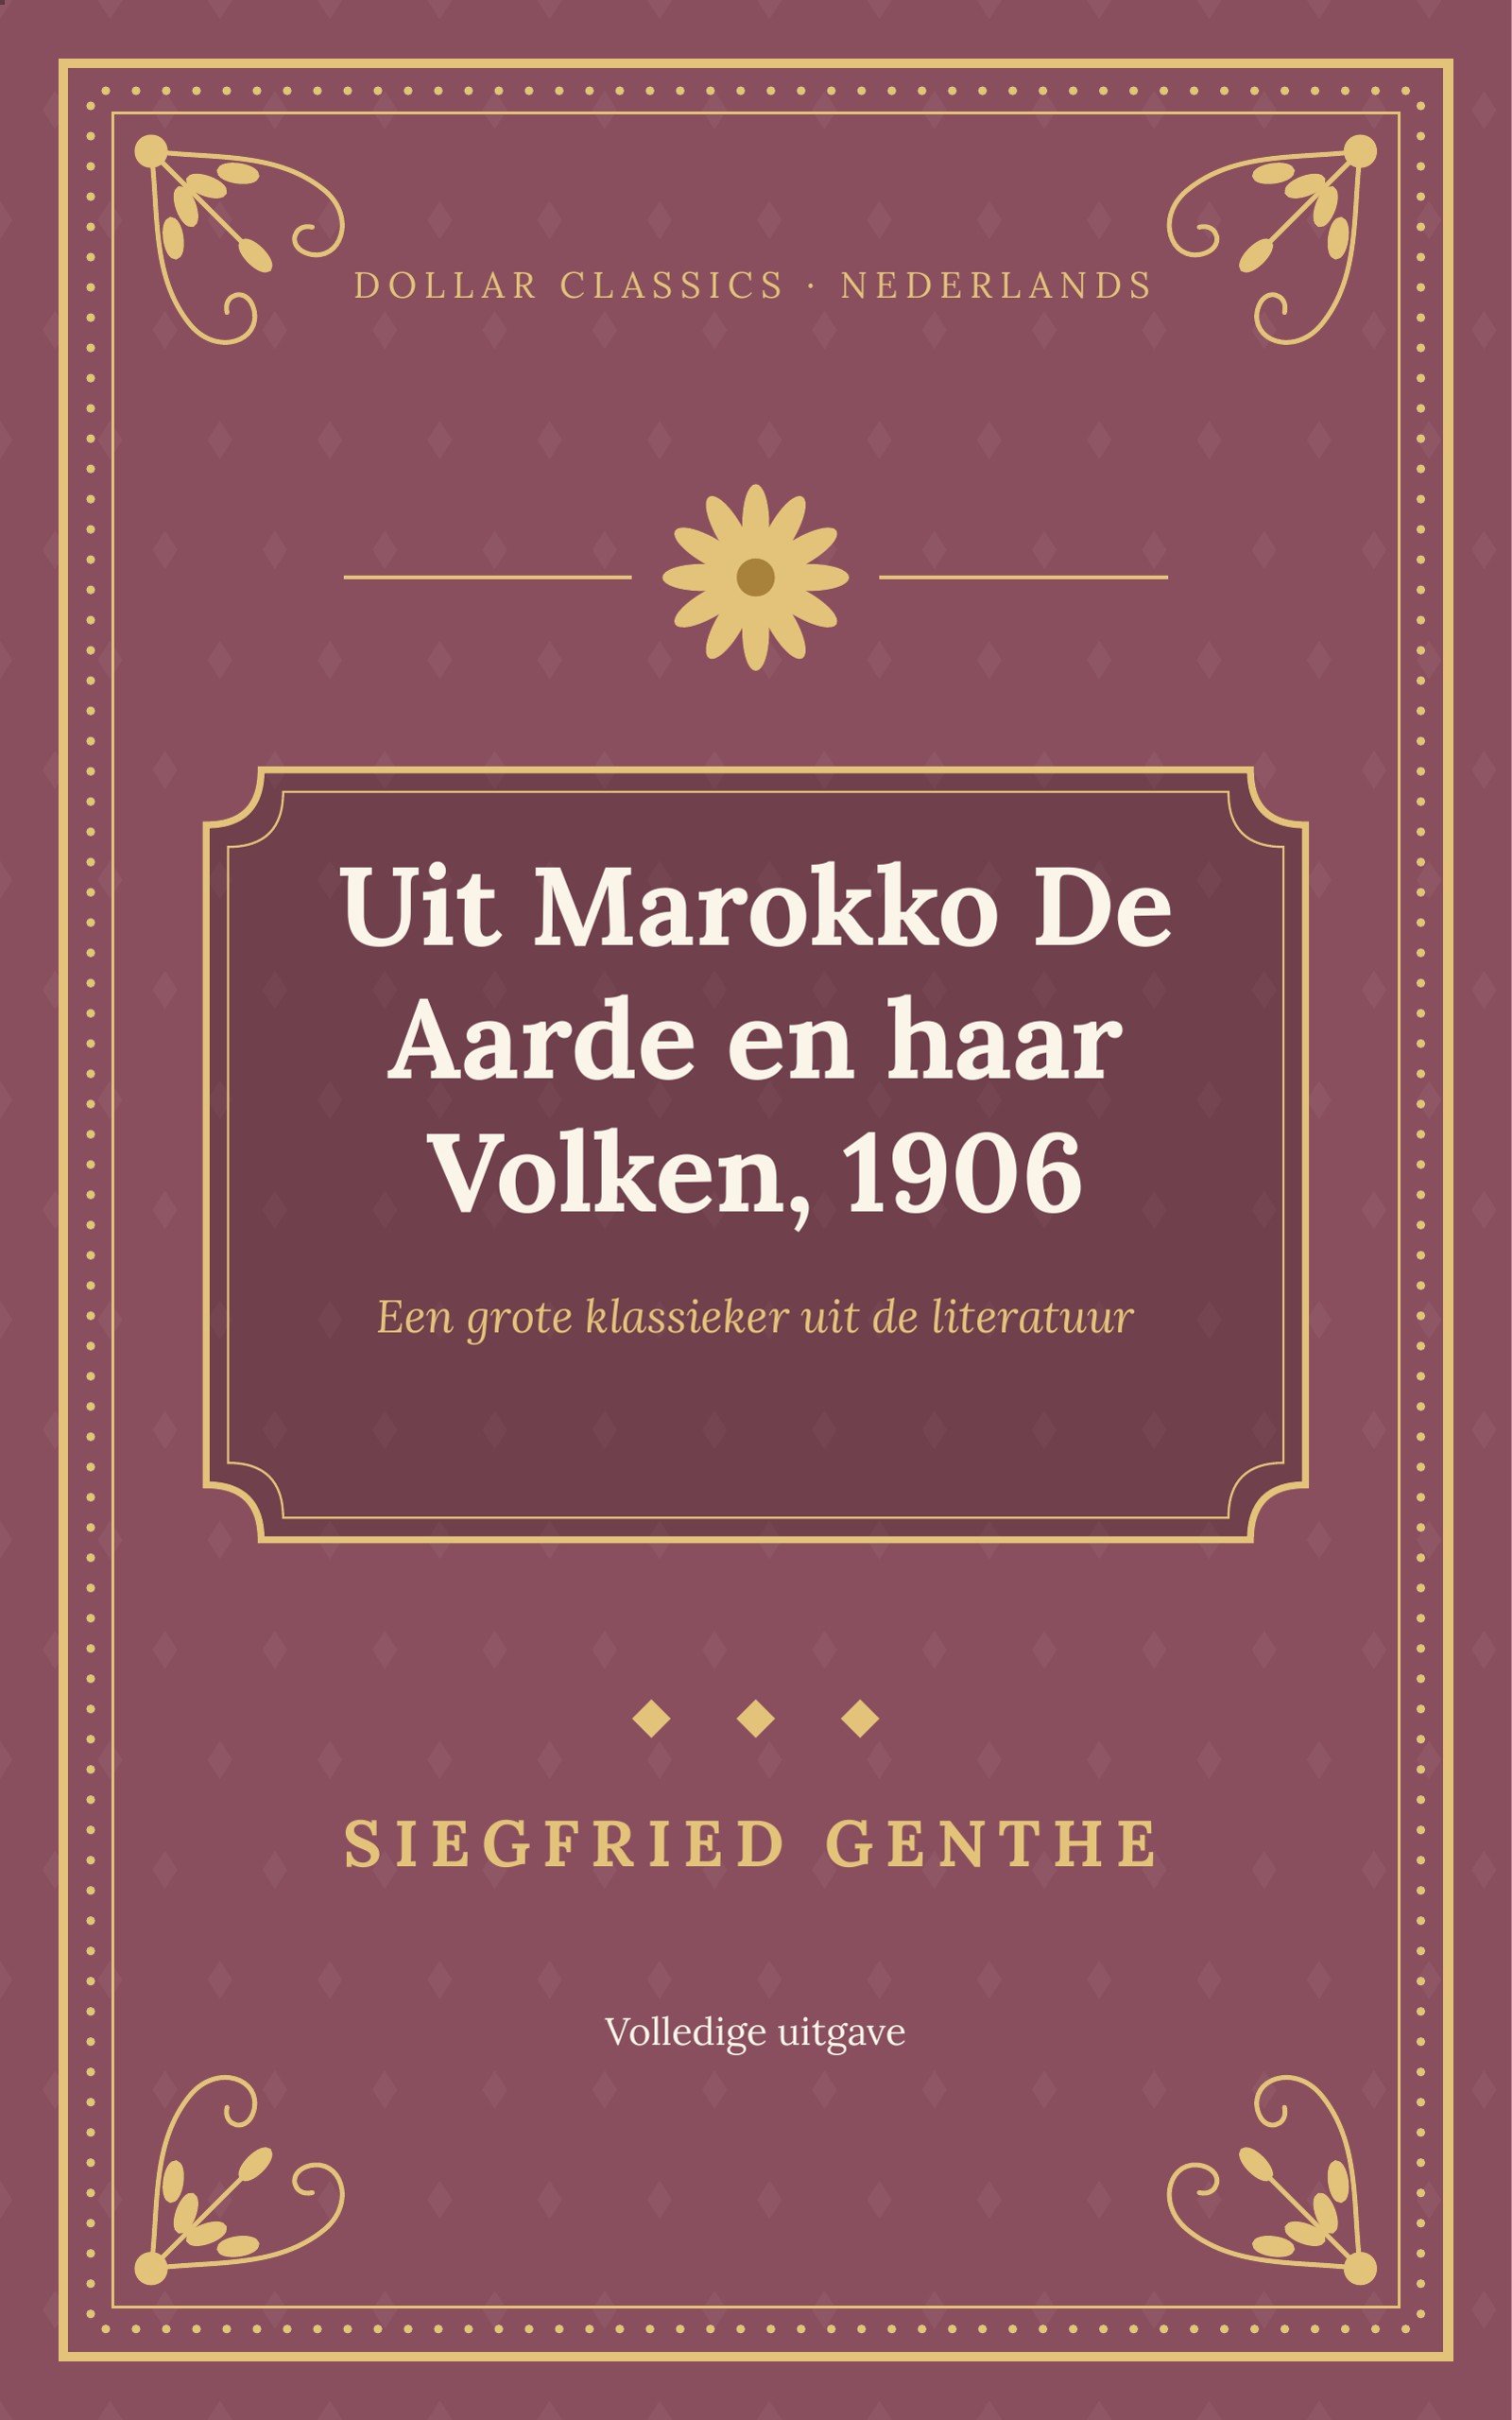 DOLLAR CLASSICS · NEDERLANDS
Uit Marokko De
Aarde en haar
Volken, 1906
Een grote klassieker uit de literatuur
SIEGFRIED GENTHE
Volledige uitgave